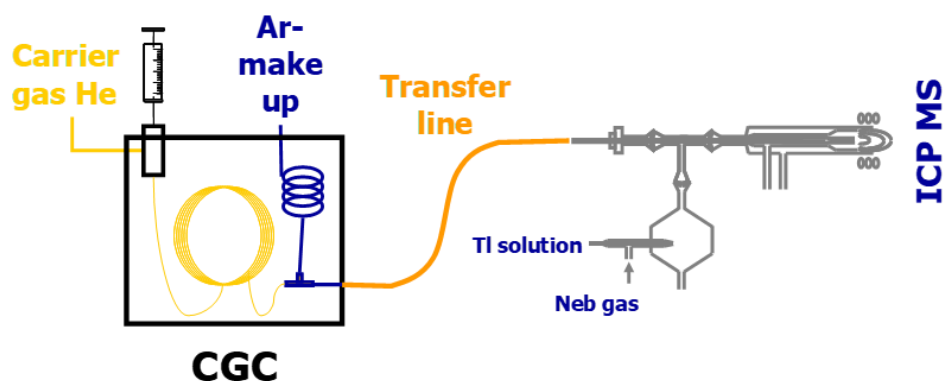 Carrier
gas He
Ar-
make
up
Transfer
line
ICP MS
Tl solution
Neb gas
CGC